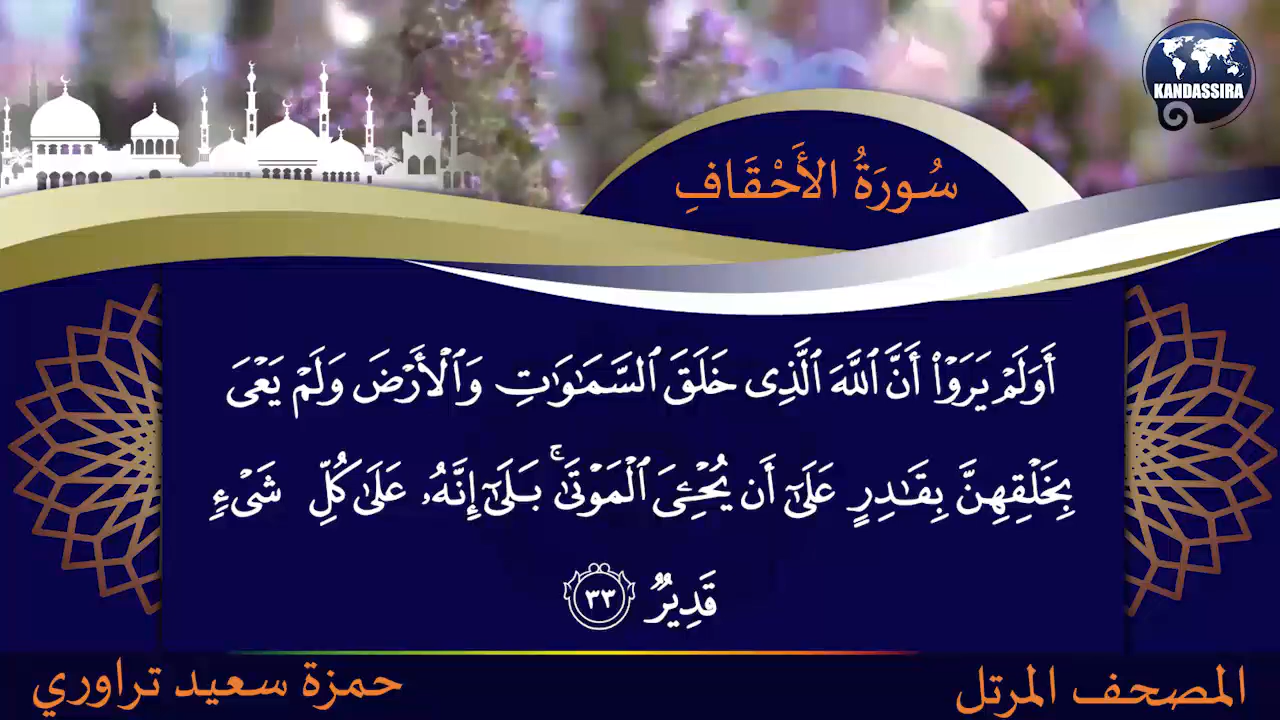 KANDASSIRA
سُورَةُ الأَحْقَافِ
أَوَلَمْ يَرَوْا۟ أَنَّ ٱللَّهَ ٱلَّذِى خَلَقَ ٱلسَّمَـٰوَٰتِ وَٱلْأَرْضَ وَلَمْ يَعْىَ
بِخَلْقِهِنَّ بِقَـٰدِرٍ عَلَىٰٓ أَن يُحْـِۧىَ ٱلْمَوْتَىٰ ۚ بَلَىٰٓ إِنَّهُۥ عَلَىٰ كُلِّ شَىْءٍ
قَدِيرٌ ٣٣
المصحف المرتل
حمزة سعيد تراوري